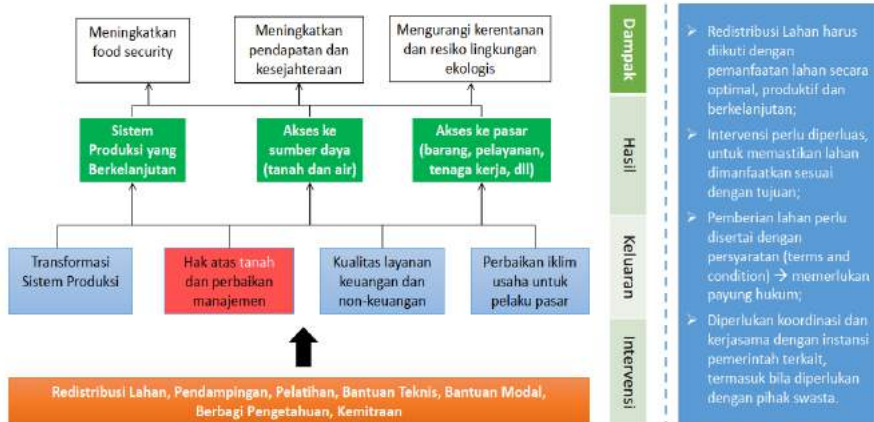 Meningkatkan
food security
Meningkatkan
pendapatan dan
kesejahteraan
Mengurangi kerentanan
dan resiko lingkungan
ekologis
Sistem
Produksi yang
Berkelanjutan
Akses ke
sumber daya
(tanah dan air)
Akses ke pasar
(barang, pelayanan,
tenaga kerja, dll)
Transformasi
Sistem Produksi
Hak atas tanah
dan perbaikan
manajemen
Kualitas layanan
keuangan dan
non-keuangan
Perbaikan iklim
usaha untuk
pelaku pasar
Redistribusi Lahan, Pendampingan, Pelatihan, Bantuan Teknis, Bantuan Modal,
Berbagi Pengetahuan, Kemitraan
Dampak
Hasil
Keluaran
Intervensi
➢ Redistribusi Lahan harus
diikuti dengan
pemanfaatan lahan secara
optimal, produktif dan
berkelanjutan;
➢ Intervensi perlu diperluas,
untuk memastikan lahan
dimanfaatkan sesuai
dengan tujuan;
➢ Pemberian lahan perlu
disertai dengan
persyaratan (terms and
condition) → memerlukan
payung hukum;
➢ Diperlukan koordinasi dan
kerjasama dengan instansi
pemerintah terkait,
termasuk bila diperlukan
dengan pihak swasta.